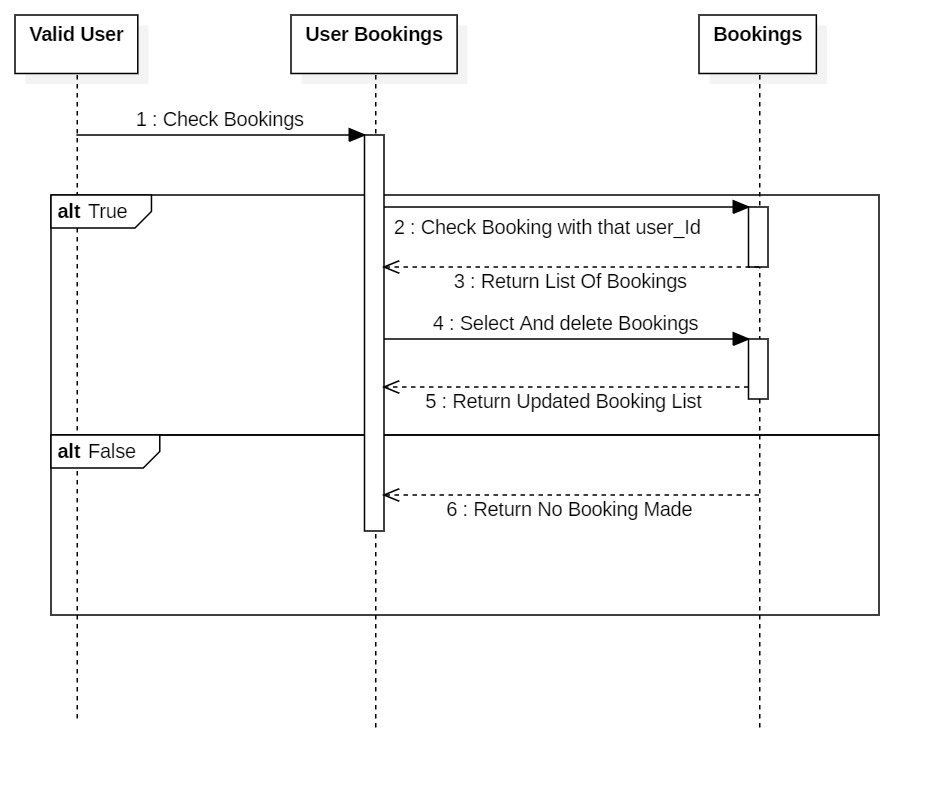 Valid User
User Bookings
Bookings
1 : Check Bookings
alt True
2 : Check Booking with that user_Id
3 : Return List Of Bookings
4 : Select And delete Bookings
5 : Return Updated Booking List
alt False
6 : Return No Booking Made